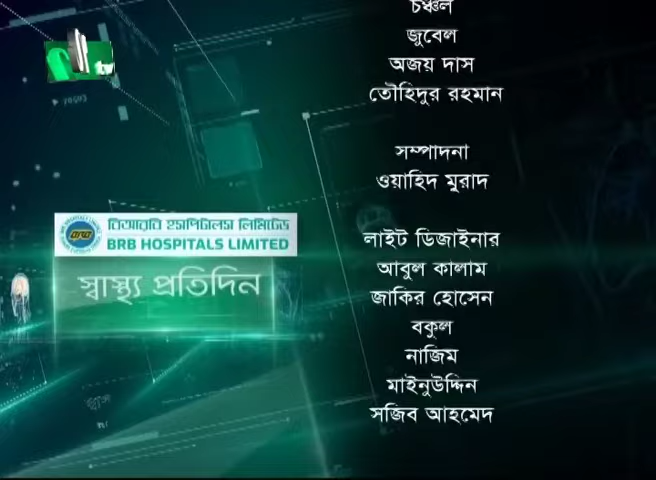 চঞ্চল
জুবেল
অজয় দাস
তৌহিদুর রহমান
সম্পাদনা
ওয়াহিদ মুরাদ
লাইট ডিজাইনার
আবুল কালাম
জাকির হোসেন
বকুল
নাজিম
মাইনুউদ্দিন
সজিব আহমেদ
tv
বিআরবি হসপিটালস লিমিটেড
BRB HOSPITALS LIMITED
স্বাস্থ্য প্রতিদিন